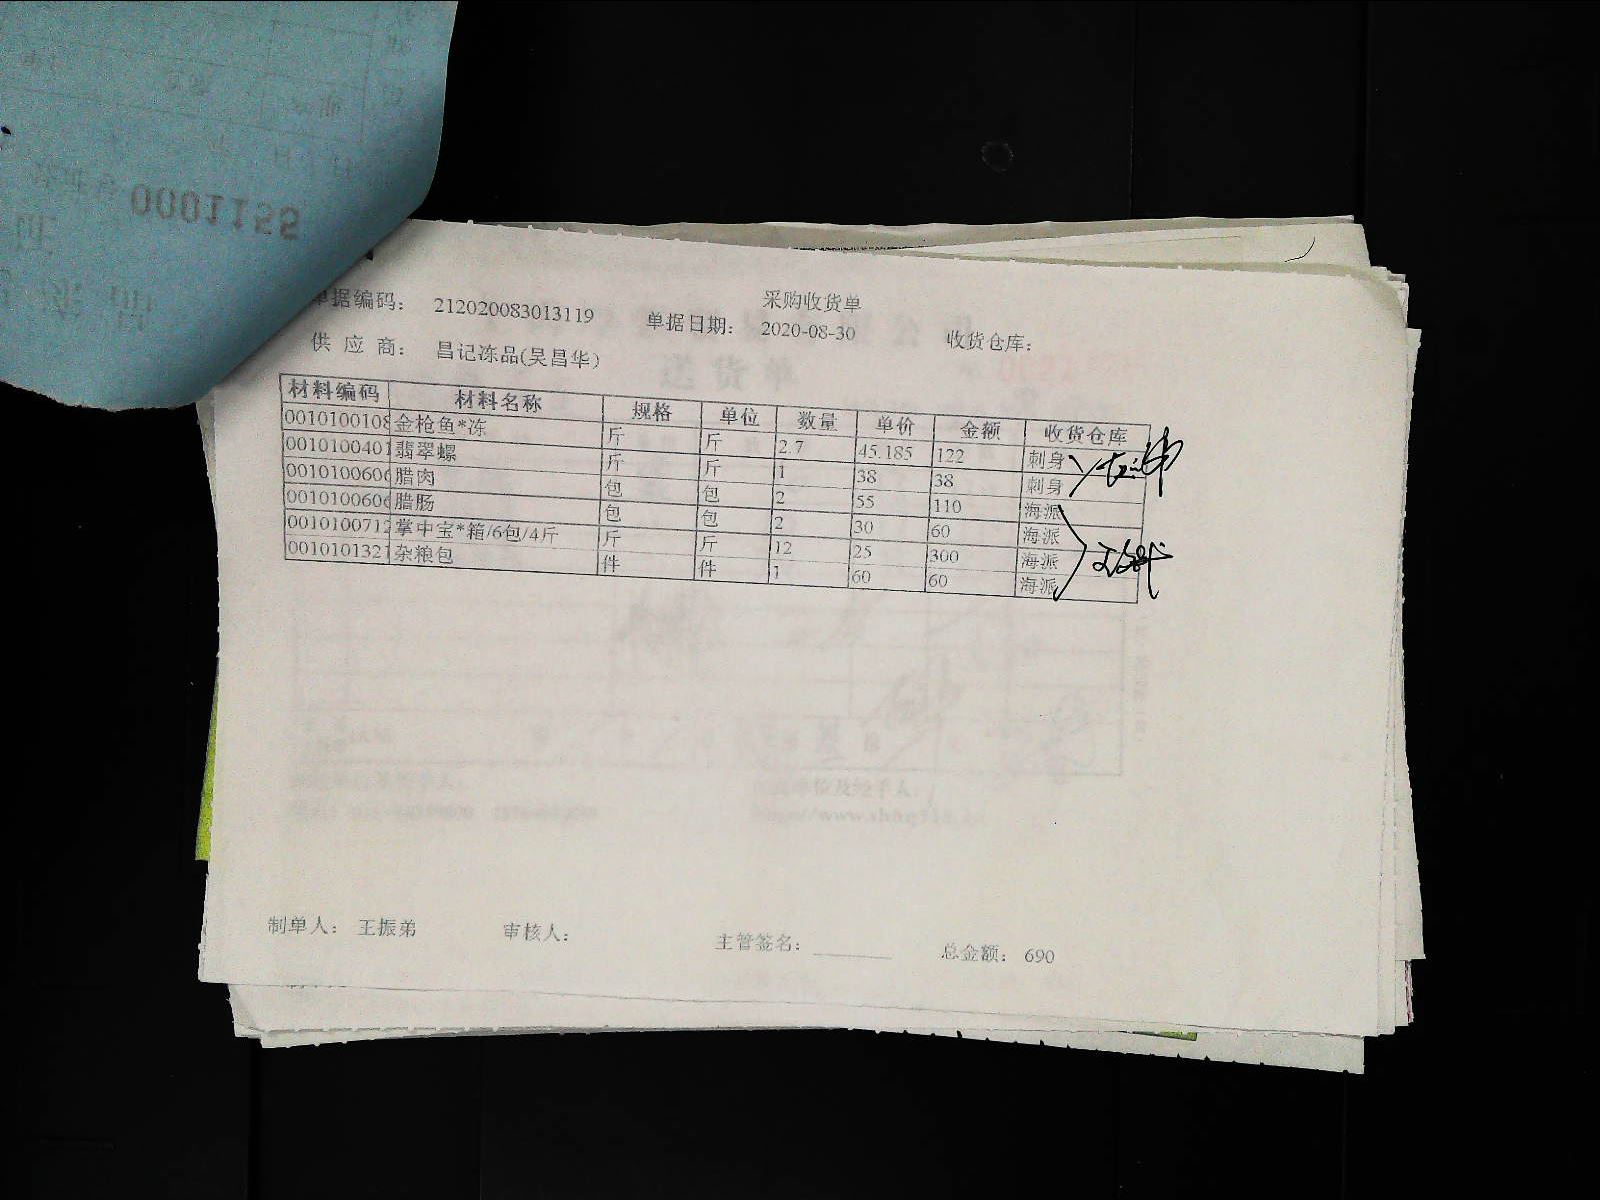 0001155
采购收货单
单据编码： 212020083013119 单据日期： 2020-08-30 收货仓库：
供 应 商： 昌记冻品(吴昌华)
送货单
材料编码 材料名称 规格 单位 数量 单价 金额 收货仓库
0010100108 金枪鱼*冻 斤 斤 2.7 45.185 122 刺身
0010100401 翡翠螺 斤 斤 1 38 38 刺身
0010100606 腊肉 包 包 2 55 110 海派
0010100606 腊肠 包 包 2 30 60 海派
0010100712 掌中宝*箱/6包/4斤 斤 斤 12 25 300 海派
0010101321 杂粮包 件 件 1 60 60 海派
制单人： 王振弟 审核人： 主管签名： 总金额： 690